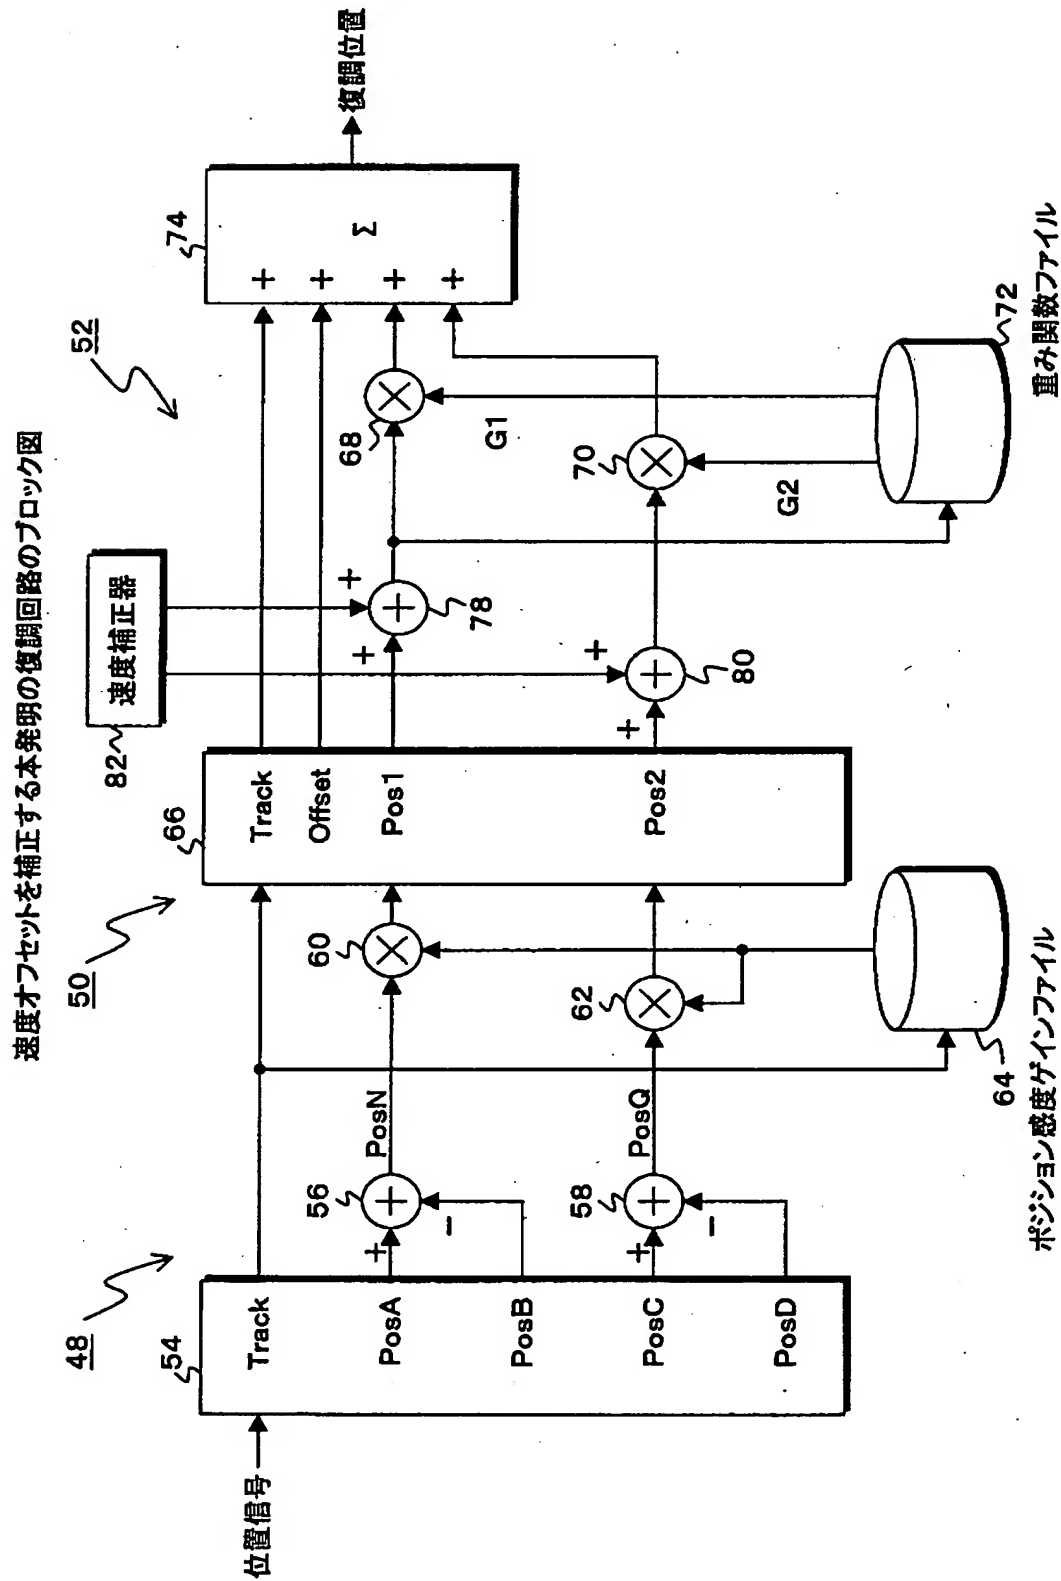 速度オフセットを補正する本発明の復調回路のブロック図
48
50
52
位置信号
54
Track
PosA
PosB
PosC
PosD
+
-
56
+
PosN
+
-
58
+
PosQ
60
×
62
×
64
ポジション感度ゲインファイル
66
Track
Offset
Pos1
Pos2
82
速度補正器
+
+
+
78
+
+
+
80
68
×
G1
70
×
G2
72
重み関数ファイル
74
+
+
+
+
Σ
復調位置